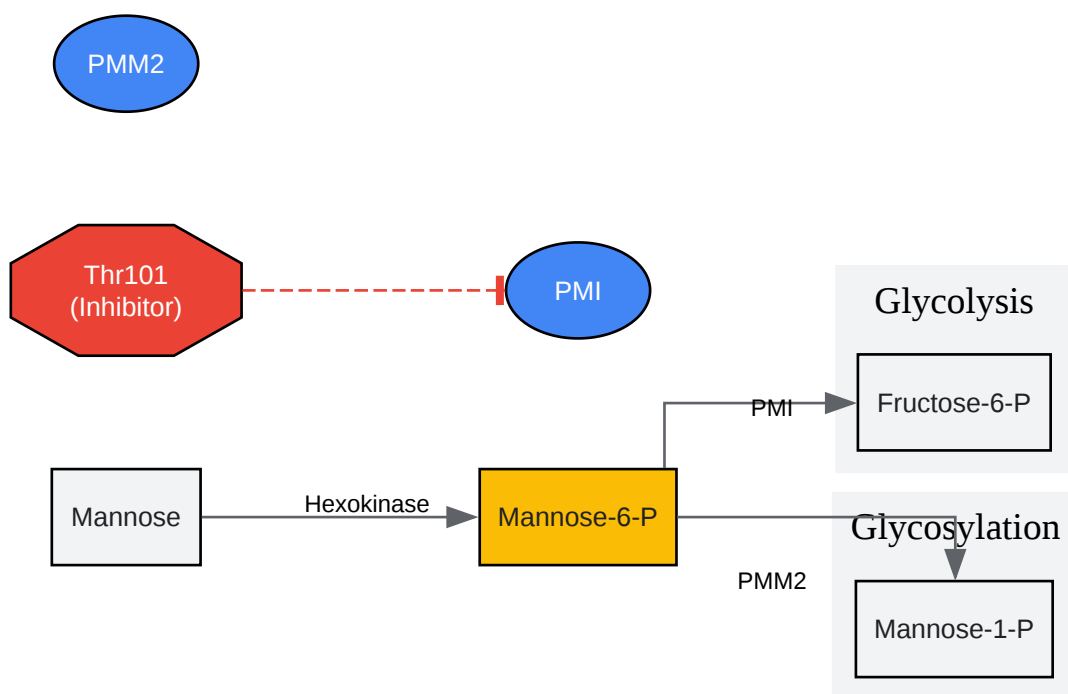 PMM2
Thr101
(Inhibitor)
PMI
Glycolysis
PMI
Fructose-6-P
Mannose
Hexokinase
Mannose-6-P
Glycosylation
PMM2
Mannose-1-P